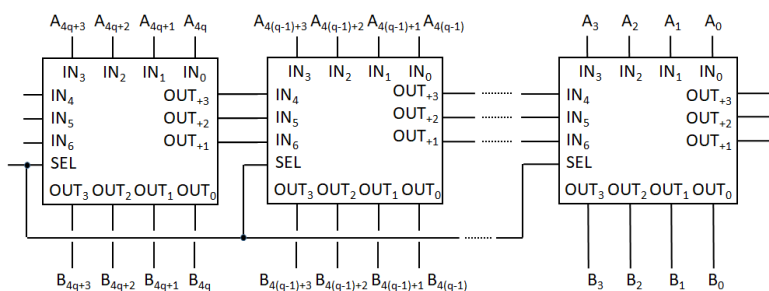 A₄q₊₃ A₄q₊₂ A₄q₊₁ A₄q A₄₍q₋₁₎₊₃ A₄₍q₋₁₎₊₂ A₄₍q₋₁₎₊₁ A₄₍q₋₁₎ A₃ A₂ A₁ A₀
IN₃ IN₂ IN₁ IN₀ IN₃ IN₂ IN₁ IN₀ IN₃ IN₂ IN₁ IN₀
IN₄ OUT₊₃ IN₄ OUT₊₃ IN₄ OUT₊₃
IN₅ OUT₊₂ IN₅ OUT₊₂ IN₅ OUT₊₂
IN₆ OUT₊₁ IN₆ OUT₊₁ IN₆ OUT₊₁
SEL SEL SEL
OUT₃ OUT₂ OUT₁ OUT₀ OUT₃ OUT₂ OUT₁ OUT₀ OUT₃ OUT₂ OUT₁ OUT₀
B₄q₊₃ B₄q₊₂ B₄q₊₁ B₄q B₄₍q₋₁₎₊₃ B₄₍q₋₁₎₊₂ B₄₍q₋₁₎₊₁ B₄₍q₋₁₎ B₃ B₂ B₁ B₀